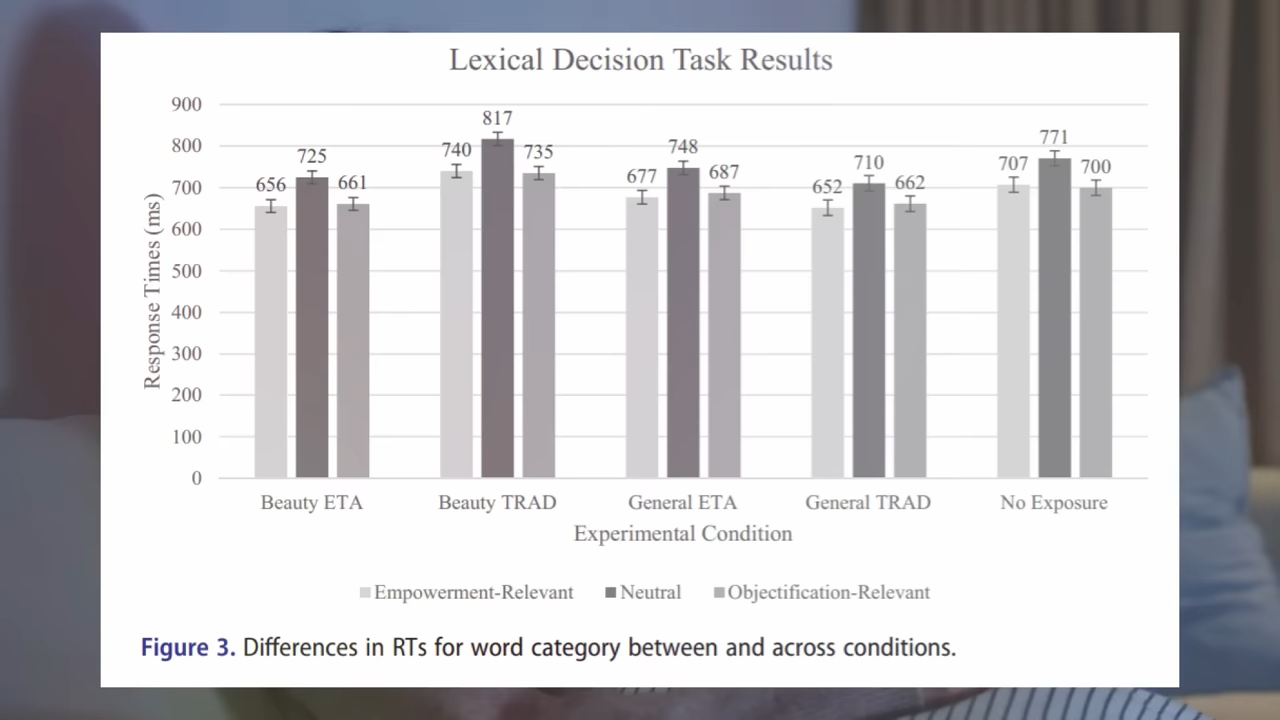 Lexical Decision Task Results
900
800
700
600
500
400
300
200
100
0
Response Times (ms)
656
725
661
740
817
735
677
748
687
652
710
662
707
771
700
Beauty ETA
Beauty TRAD
General ETA
General TRAD
No Exposure
Experimental Condition
Empowerment-Relevant
Neutral
Objectification-Relevant
Figure 3. Differences in RTs for word category between and across conditions.